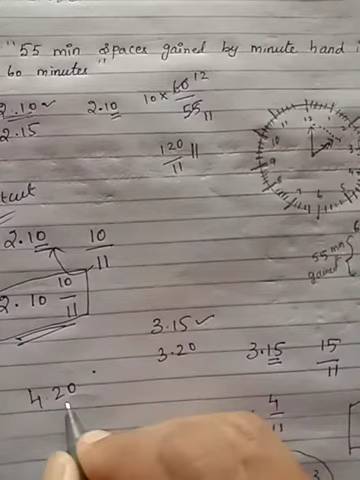 "55 min spaces gained by minute hand
60 minutes"
2.10 ✓ 2.10 10 × 60 12 / 55 11
2.15
120/11
2.10 10/11
2.10 10/11
55 min
gained
3.15 ✓
3.20 3.15 15/11
4.20
4/11